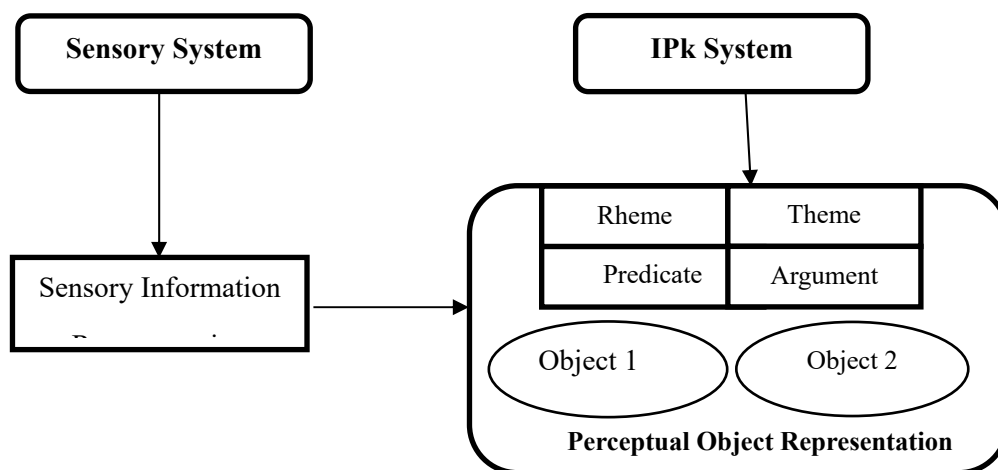 Sensory System
IPk System
Rheme
Theme
Predicate
Argument
Sensory Information
Object 1
Object 2
Perceptual Object Representation